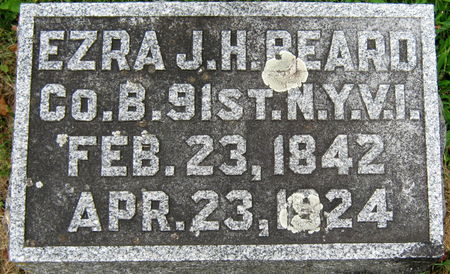 EZRA J.H. BEARD
Co. B. 91ST. N.Y.V.I.
FEB. 23, 1842
APR. 23, 1924